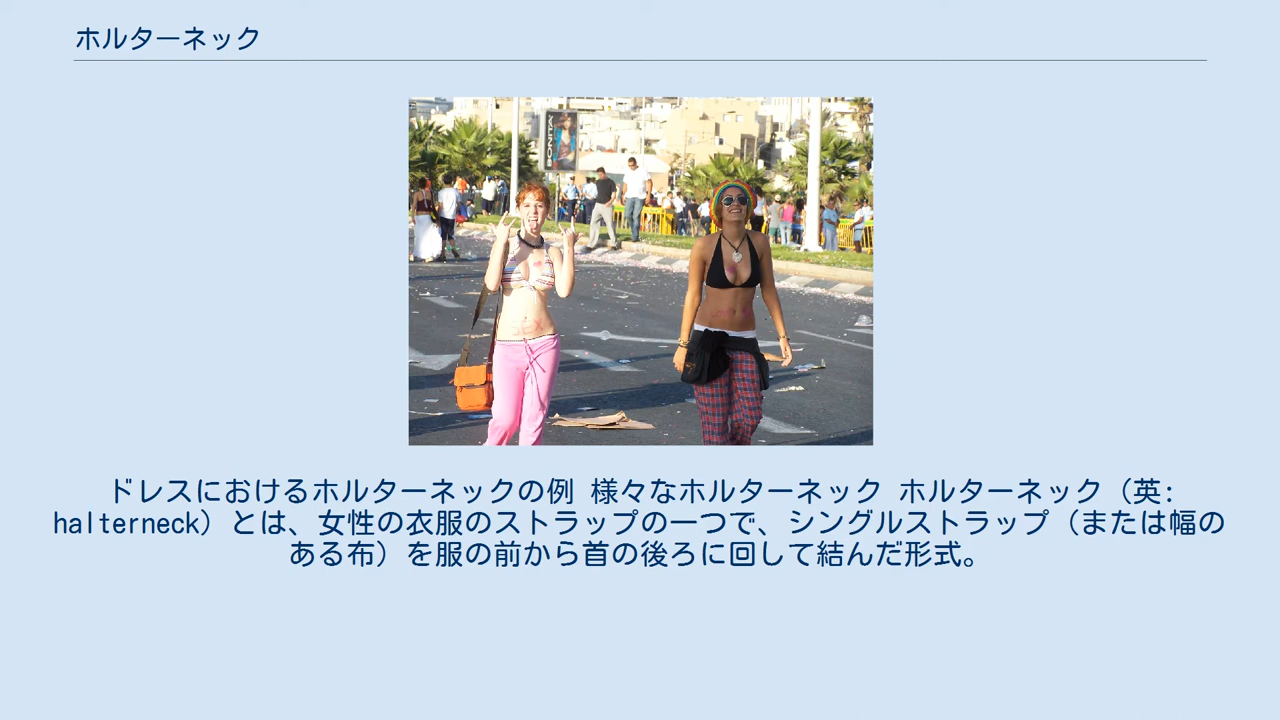 ホルターネック
BONITA
ドレスにおけるホルターネックの例 様々なホルターネック ホルターネック（英:
halterneck）とは、女性の衣服のストラップの一つで、シングルストラップ（または幅の
ある布）を服の前から首の後ろに回して結んだ形式。